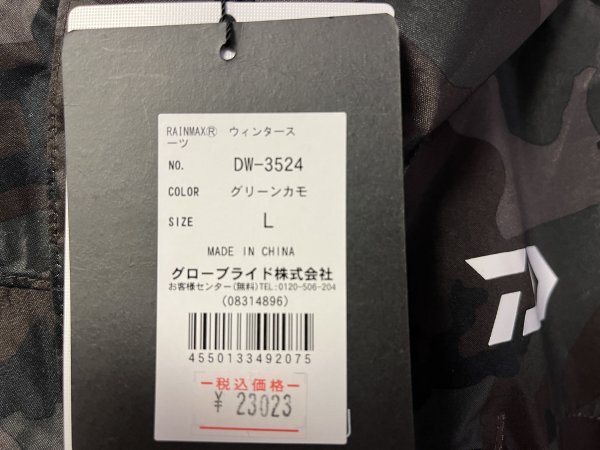 RAINMAX® ウィンタース
ーツ
NO. DW-3524
COLOR グリーンカモ
SIZE L
MADE IN CHINA
グローブライド株式会社
お客様センター(無料)TEL:0120-506-204
(08314896)
4550133492075
ー税込価格ー
¥ 23023